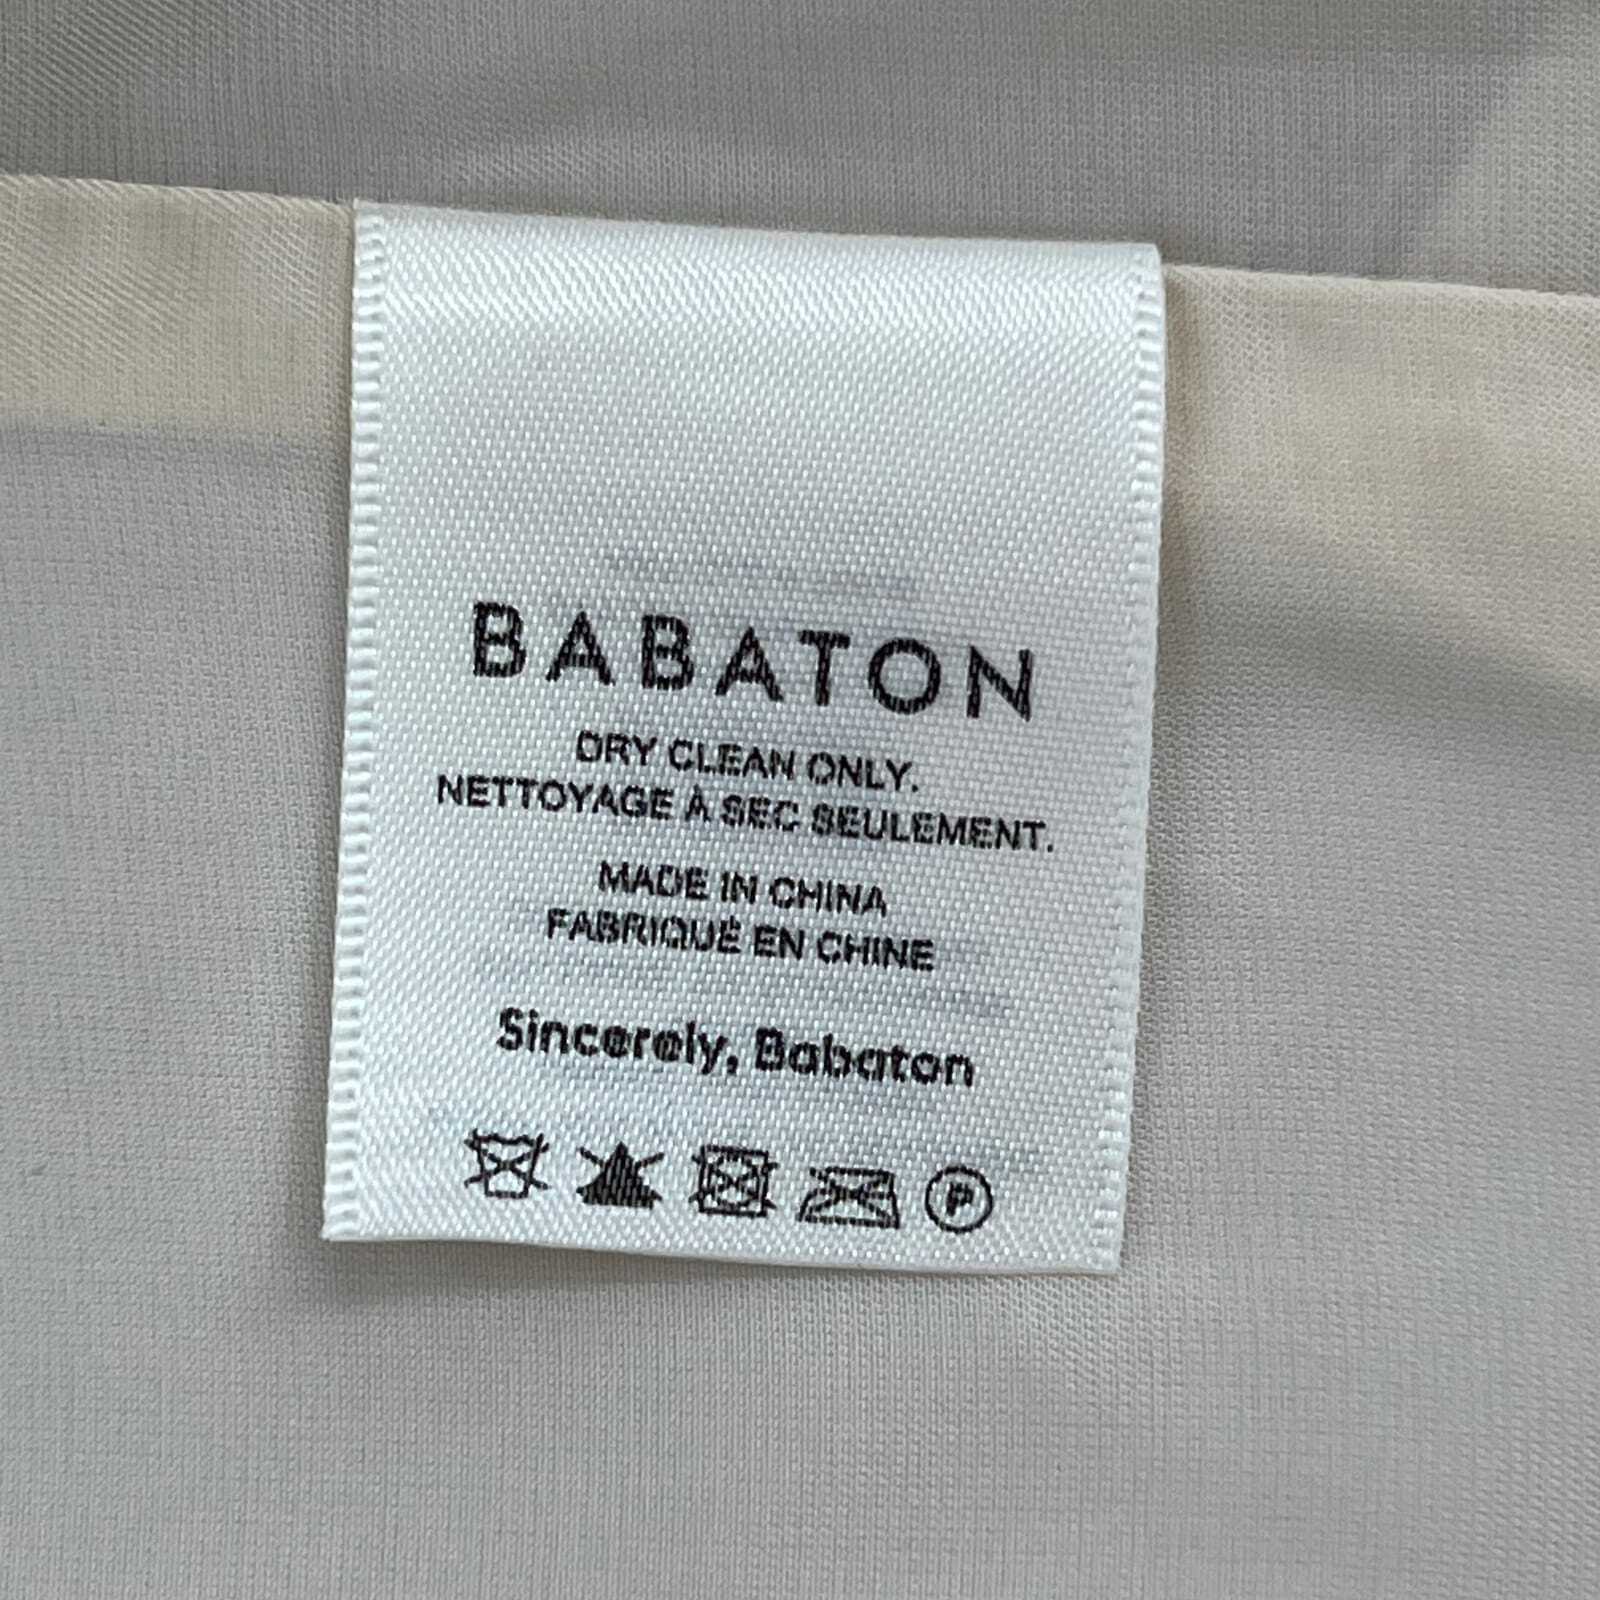 BABATON
DRY CLEAN ONLY.
NETTOYAGE À SEC SEULEMENT.
MADE IN CHINA
FABRIQUÉ EN CHINE
Sincerely, Babaton
P